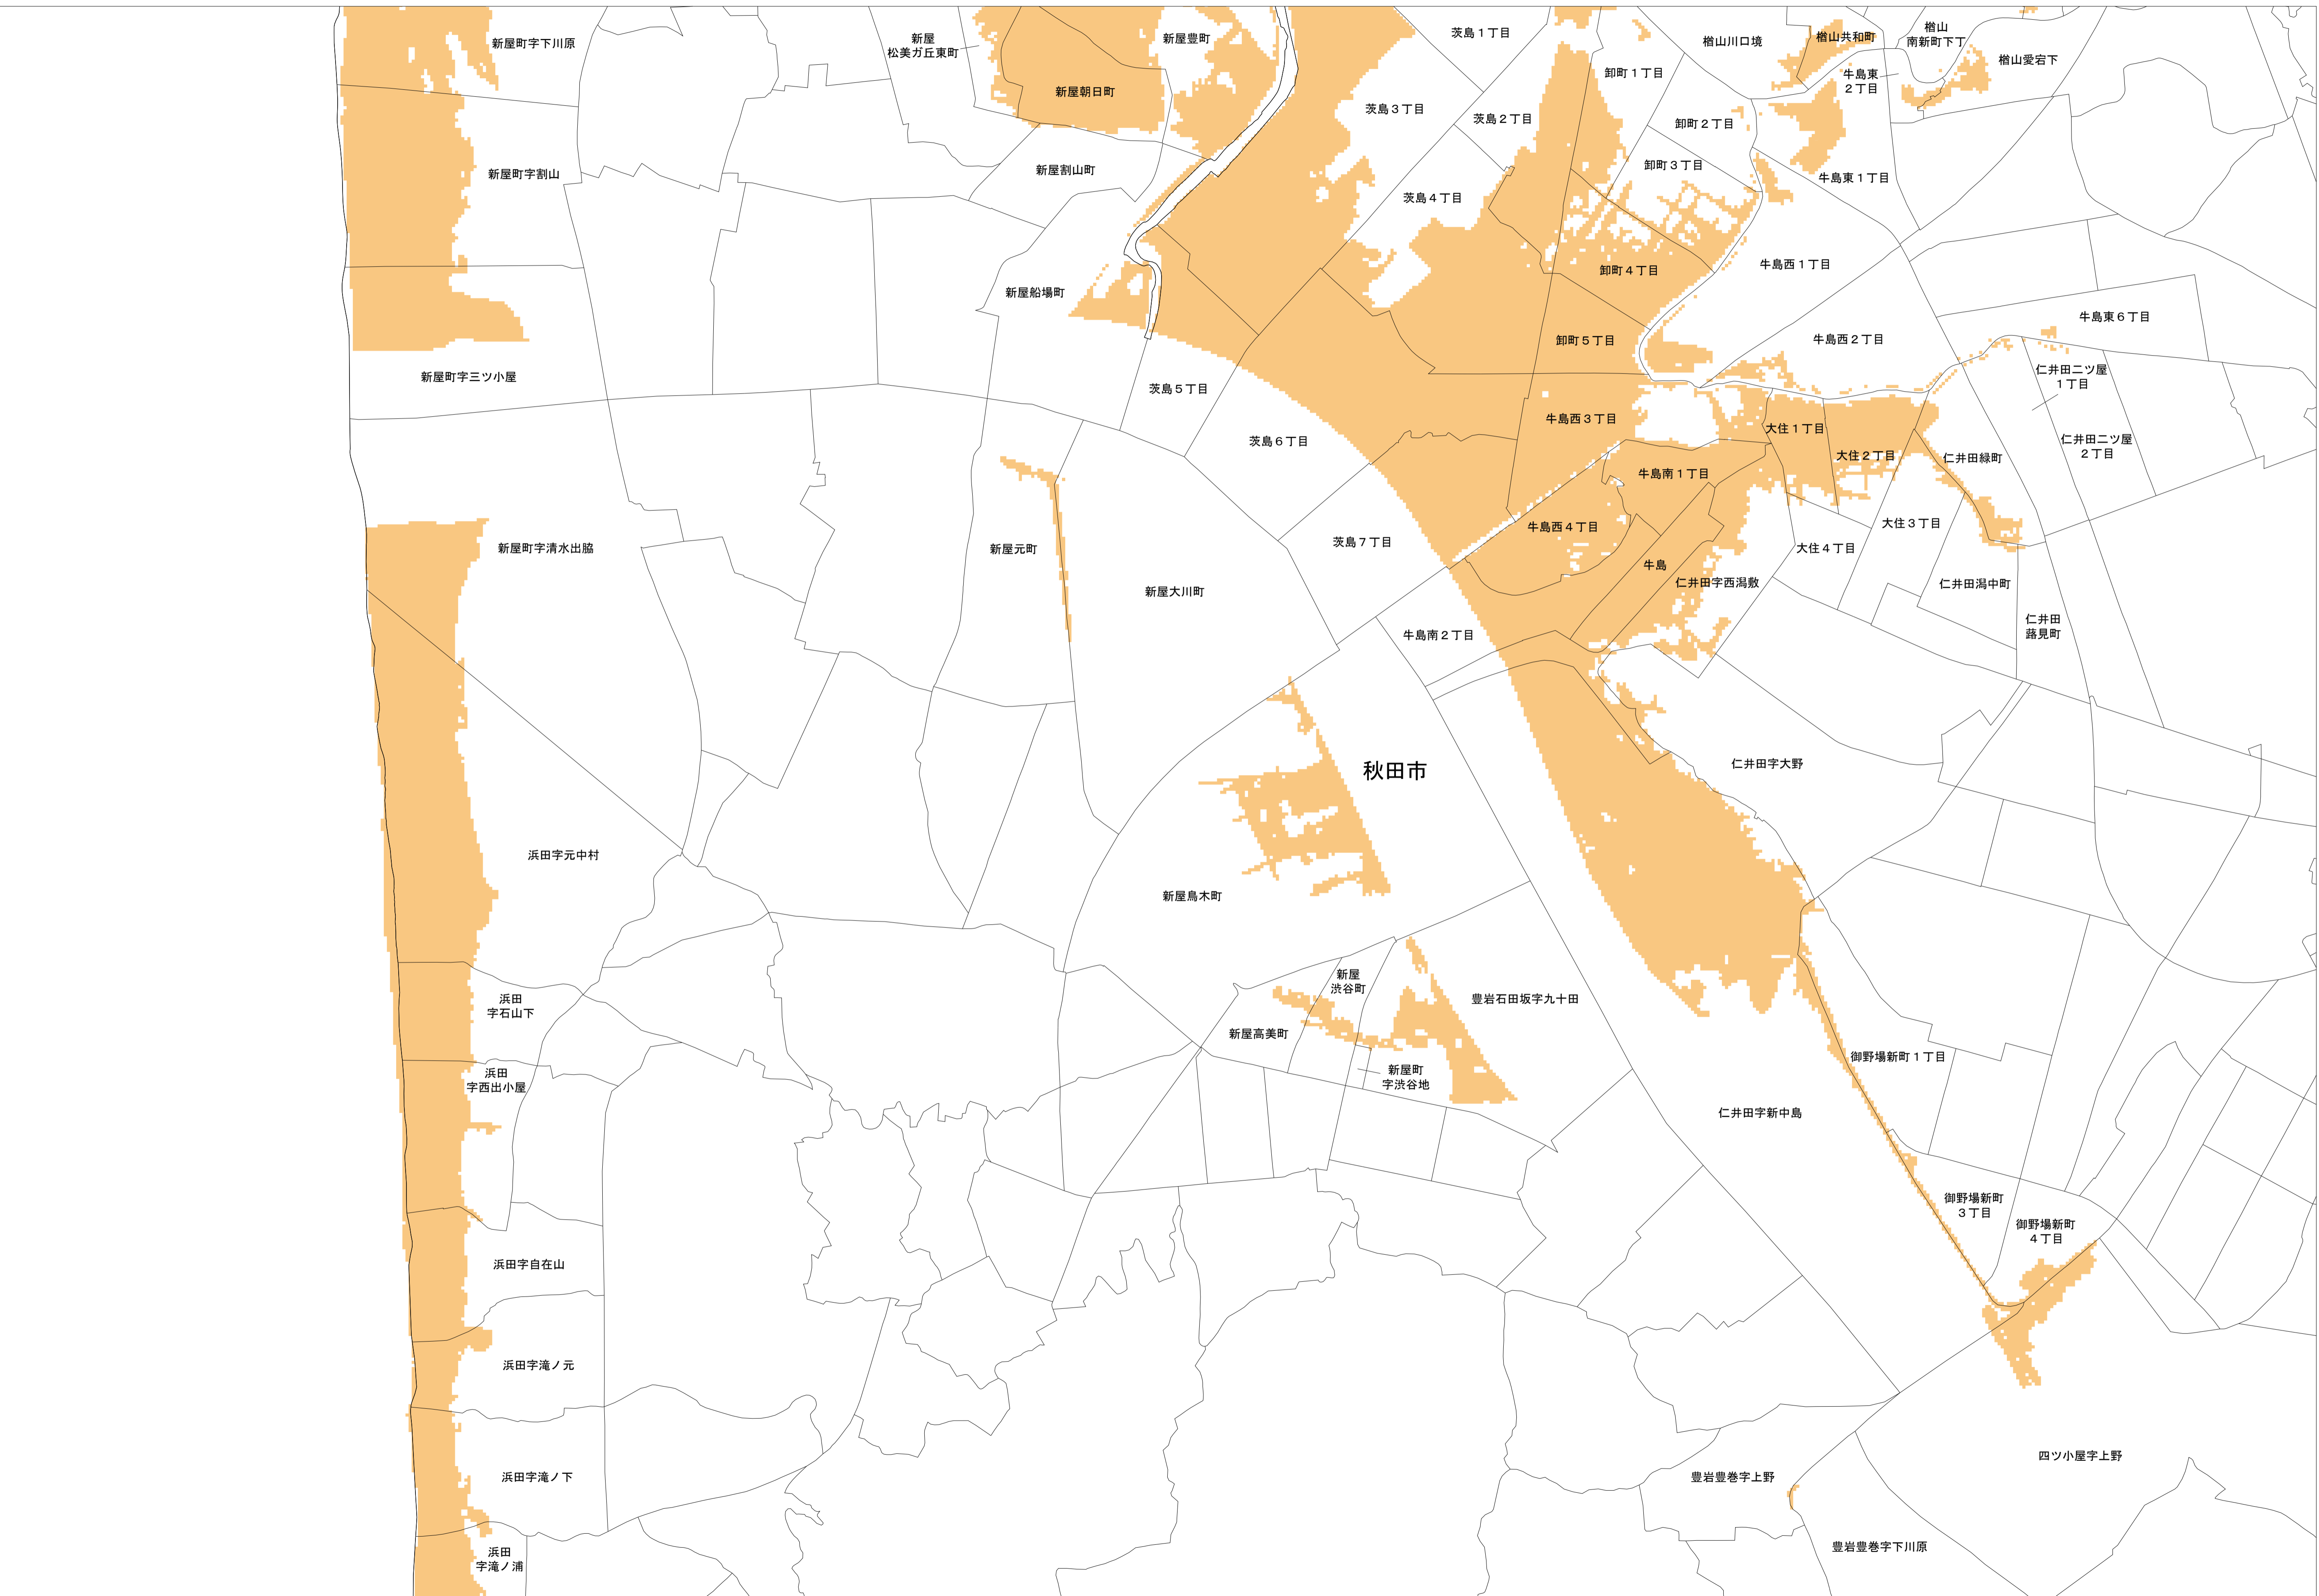 新屋町字下川原
新屋
松美ガ丘東町
新屋豊町
新屋朝日町
茨島１丁目
楢山川口境
楢山共和町
楢山
南新町下丁
楢山愛宕下
卸町１丁目
牛島東
２丁目
茨島３丁目
茨島２丁目
卸町２丁目
新屋町字割山
新屋割山町
卸町３丁目
牛島東１丁目
茨島４丁目
卸町４丁目
牛島西１丁目
新屋船場町
牛島東６丁目
卸町５丁目
牛島西２丁目
新屋町字三ツ小屋
茨島５丁目
仁井田二ツ屋
１丁目
茨島６丁目
牛島西３丁目
大住１丁目
仁井田二ツ屋
２丁目
大住２丁目
仁井田緑町
牛島南１丁目
大住３丁目
新屋町字清水出脇
新屋元町
茨島７丁目
牛島西４丁目
大住４丁目
牛島
仁井田字西潟敷
仁井田潟中町
新屋大川町
仁井田
蕗見町
牛島南２丁目
秋田市
仁井田字大野
浜田字元中村
新屋鳥木町
新屋
渋谷町
豊岩石田坂字九十田
浜田
字石山下
新屋高美町
御野場新町１丁目
新屋町
字渋谷地
浜田
字西出小屋
仁井田字新中島
御野場新町
３丁目
御野場新町
４丁目
浜田字自在山
浜田字滝ノ元
四ツ小屋字上野
浜田字滝ノ下
豊岩豊巻字上野
豊岩豊巻字下川原
浜田
字滝ノ浦